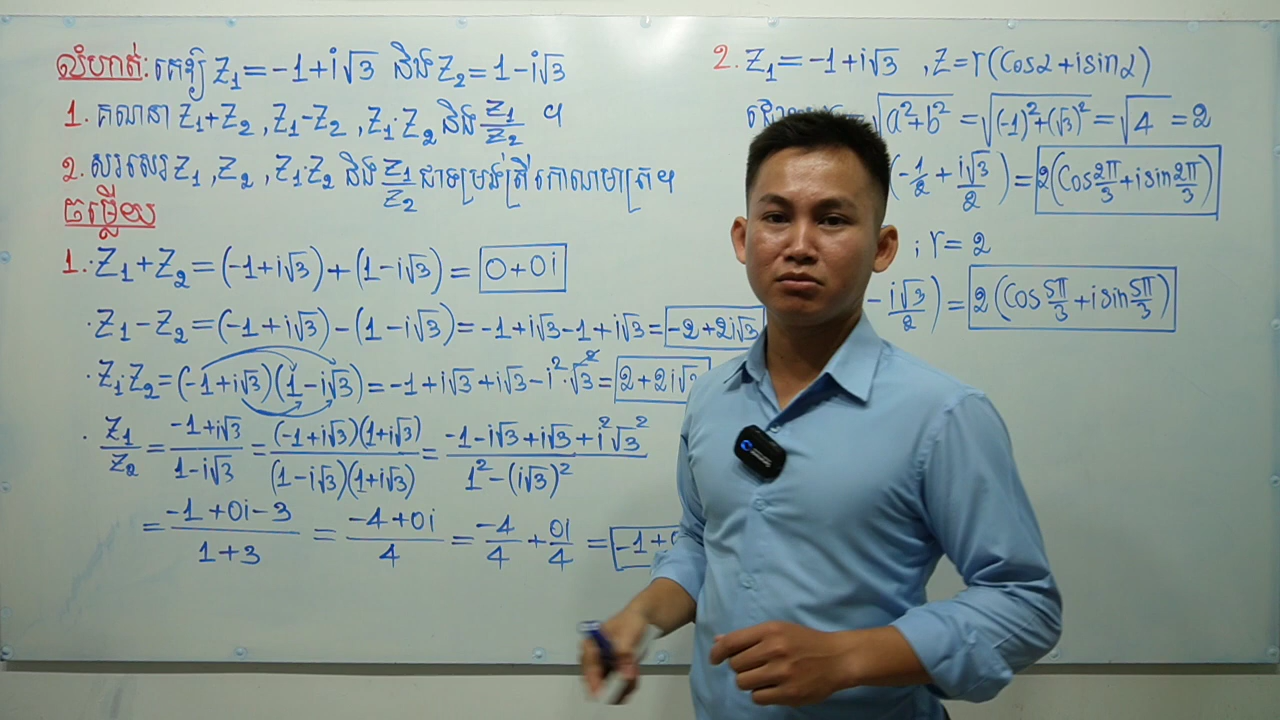 លំហាត់: គេឱ្យ Z₁ = -1+i√3 និង Z₂ = 1-i√3
1. គណនា Z₁+Z₂ , Z₁-Z₂ , Z₁·Z₂ និង Z₁/Z₂ ។
2. សរសេរ Z₁ , Z₂ , Z₁·Z₂ និង Z₁/Z₂ ជាទម្រង់ត្រីកោណមាត្រ ។
ចម្លើយ
1. · Z₁+Z₂ = (-1+i√3)+(1-i√3) = 0+0i
· Z₁-Z₂ = (-1+i√3)-(1-i√3) = -1+i√3-1+i√3 = -2+2i√3
· Z₁·Z₂ = (-1+i√3)(1-i√3) = -1+i√3+i√3-i²·√3² = 2+2i√3
· Z₁/Z₂ = (-1+i√3)/(1-i√3) = ((-1+i√3)(1+i√3))/((1-i√3)(1+i√3)) = (-1-i√3+i√3+i²√3²)/(1²-(i√3)²)
= (-1+0i-3)/(1+3) = (-4+0i)/4 = -4/4 + 0i/4 = -1+0
2. Z₁ = -1+i√3 , Z = r(cosα+isinα)
= √(a²+b²) = √((-1)²+(√3)²) = √4 = 2
(-1/2 + i√3/2) = 2(cos 2π/3 + isin 2π/3)
; r = 2
- i√3/2) = 2(cos 5π/3 + isin 5π/3)